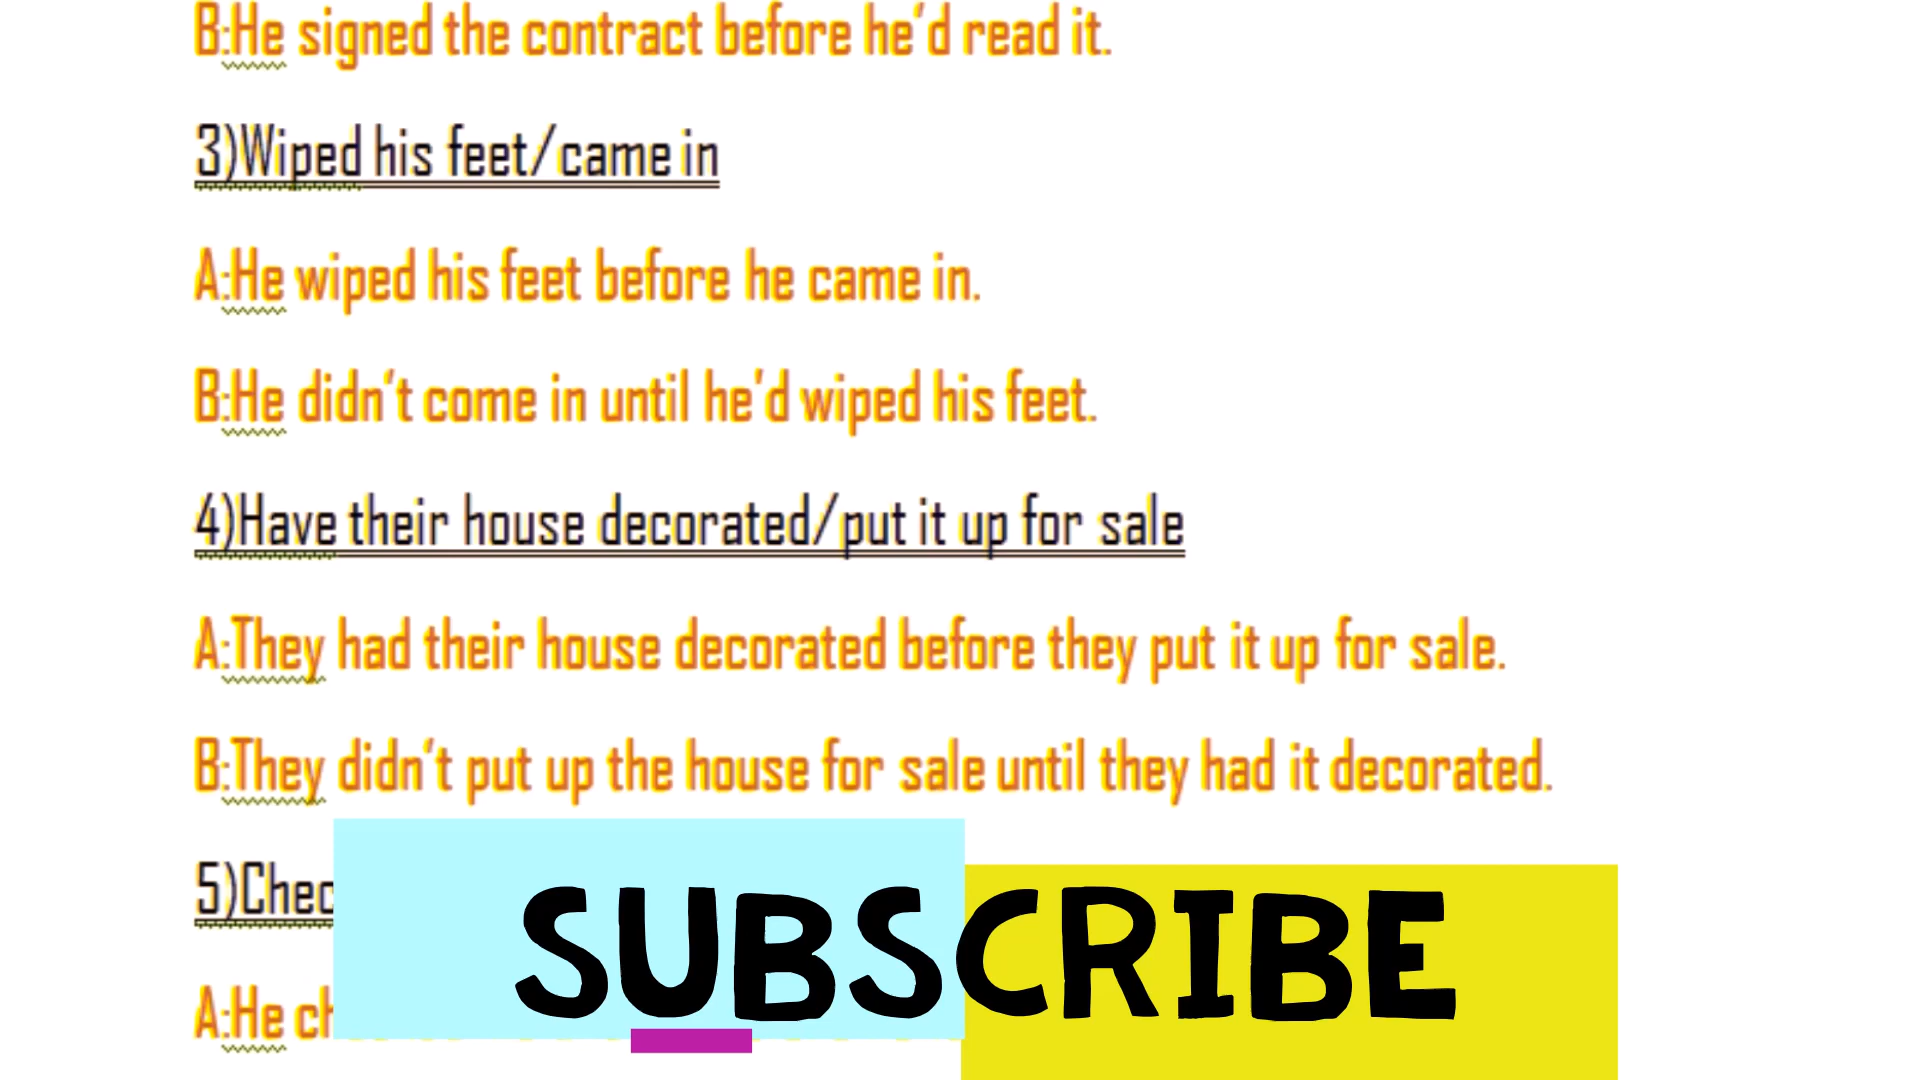 B:He signed the contract before he’d read it.
3)Wiped his feet/came in
A:He wiped his feet before he came in.
B:He didn’t come in until he’d wiped his feet.
4)Have their house decorated/put it up for sale
A:They had their house decorated before they put it up for sale.
B:They didn’t put up the house for sale until they had it decorated.
5)
A:He
SUBSCRIBE